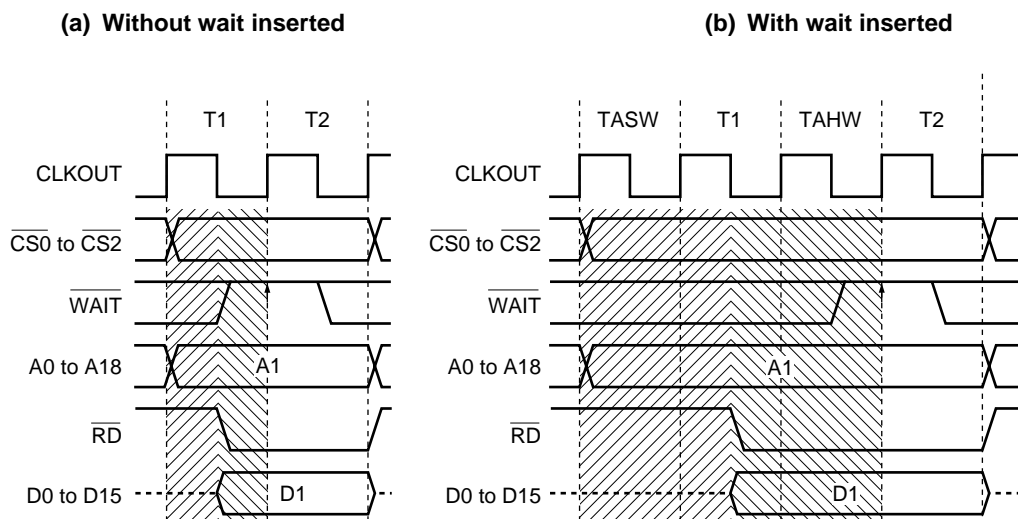 (a) Without wait inserted
T1 T2
CLKOUT
CS0 to CS2
WAIT
A0 to A18 A1
RD
D0 to D15 D1
(b) With wait inserted
TASW T1 TAHW T2
CLKOUT
CS0 to CS2
WAIT
A0 to A18 A1
RD
D0 to D15 D1